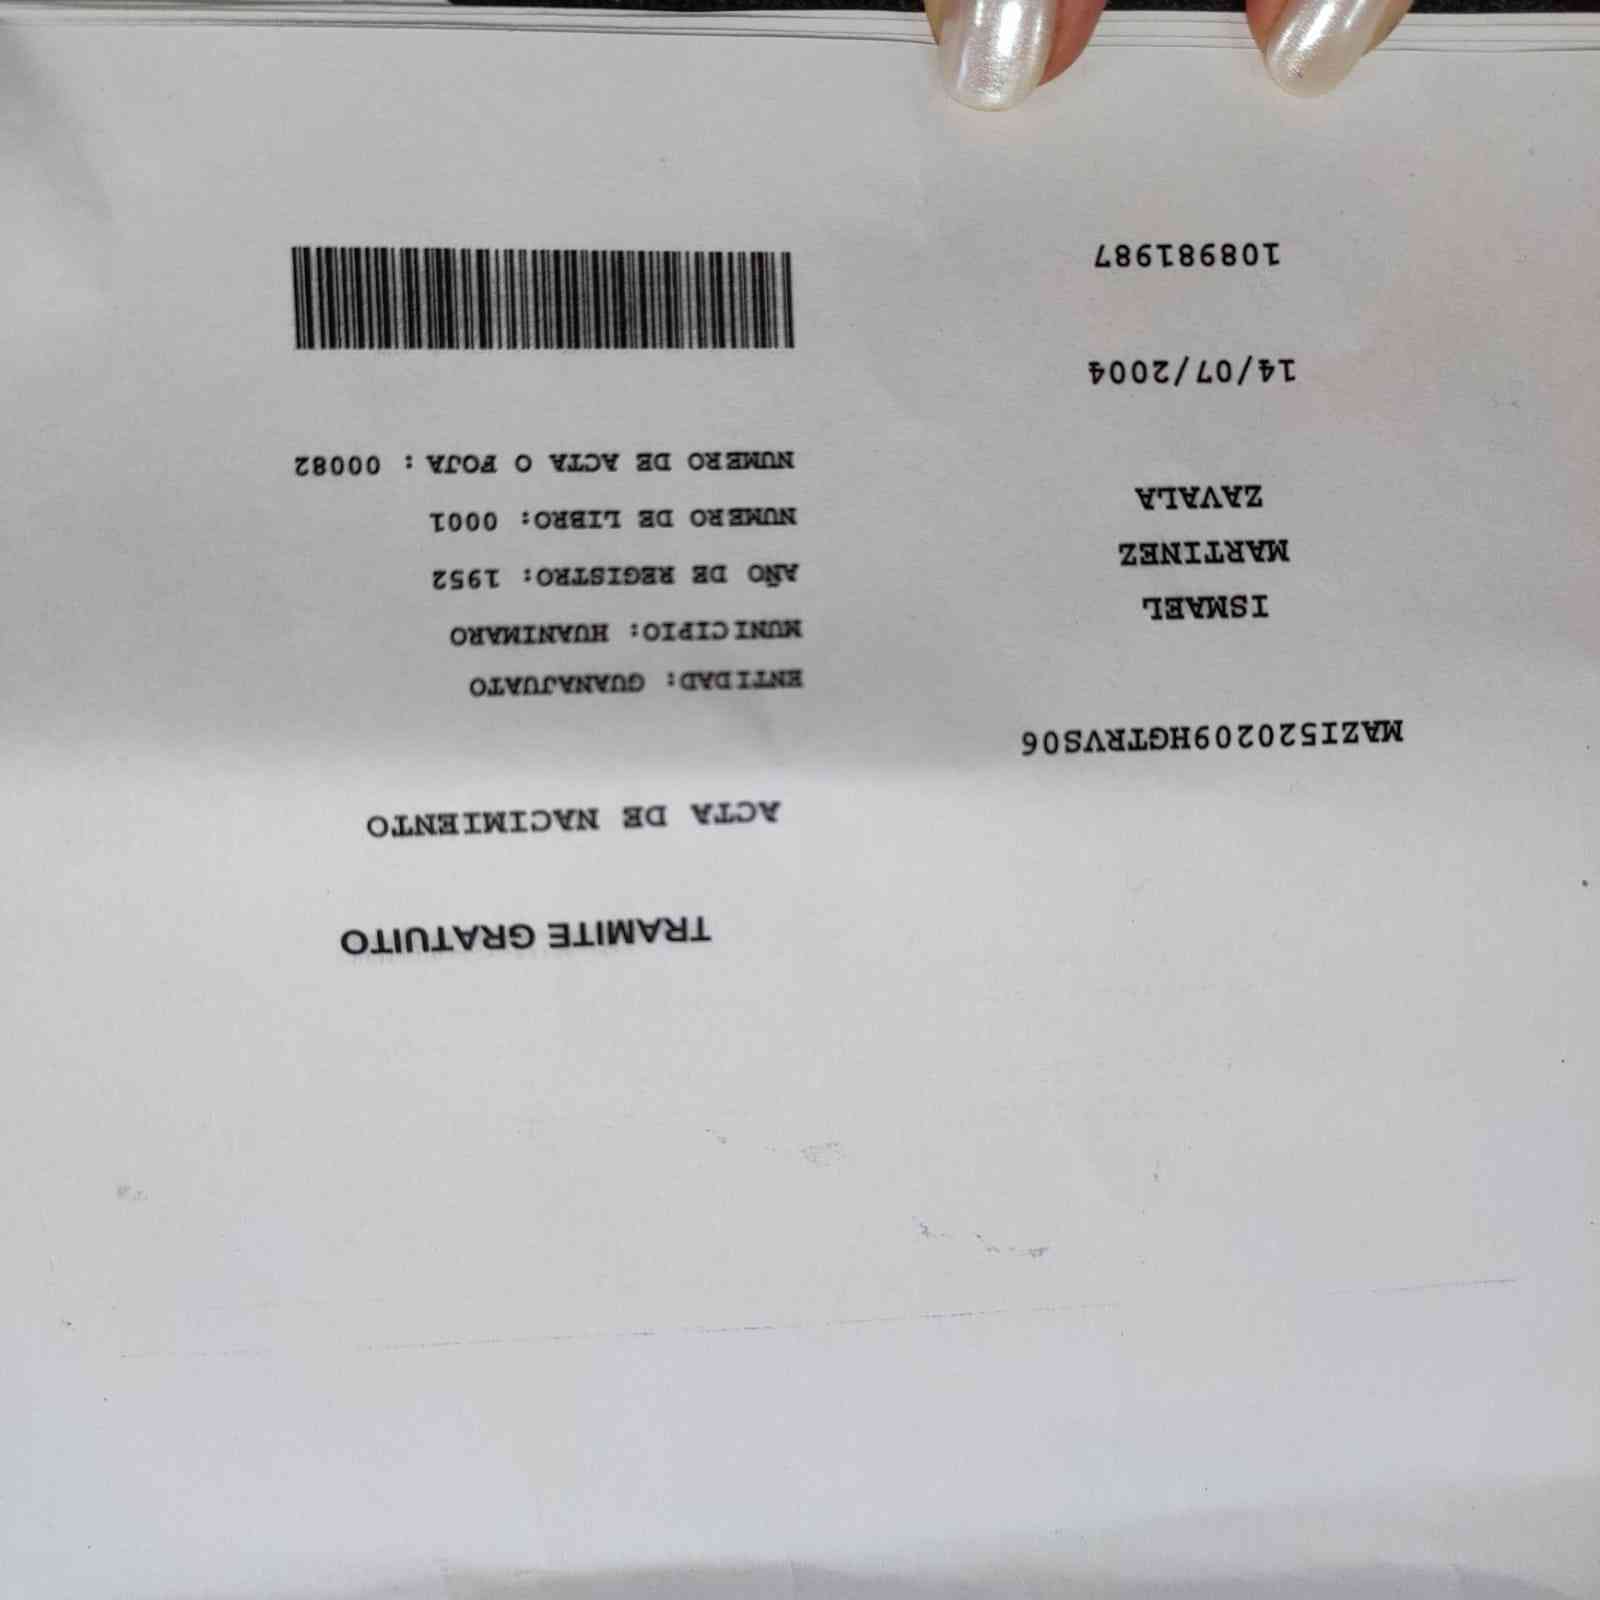 TRAMITE GRATUITO
ACTA DE NACIMIENTO
MAZI520209HGTRVS06
ENTIDAD: GUANAJUATO
MUNICIPIO: HUANIMARO
AÑO DE REGISTRO: 1952
NUMERO DE LIBRO: 0001
NUMERO DE ACTA O FOJA : 00082
ISMAEL
MARTINEZ
ZAVALA
14/07/2004
108981987